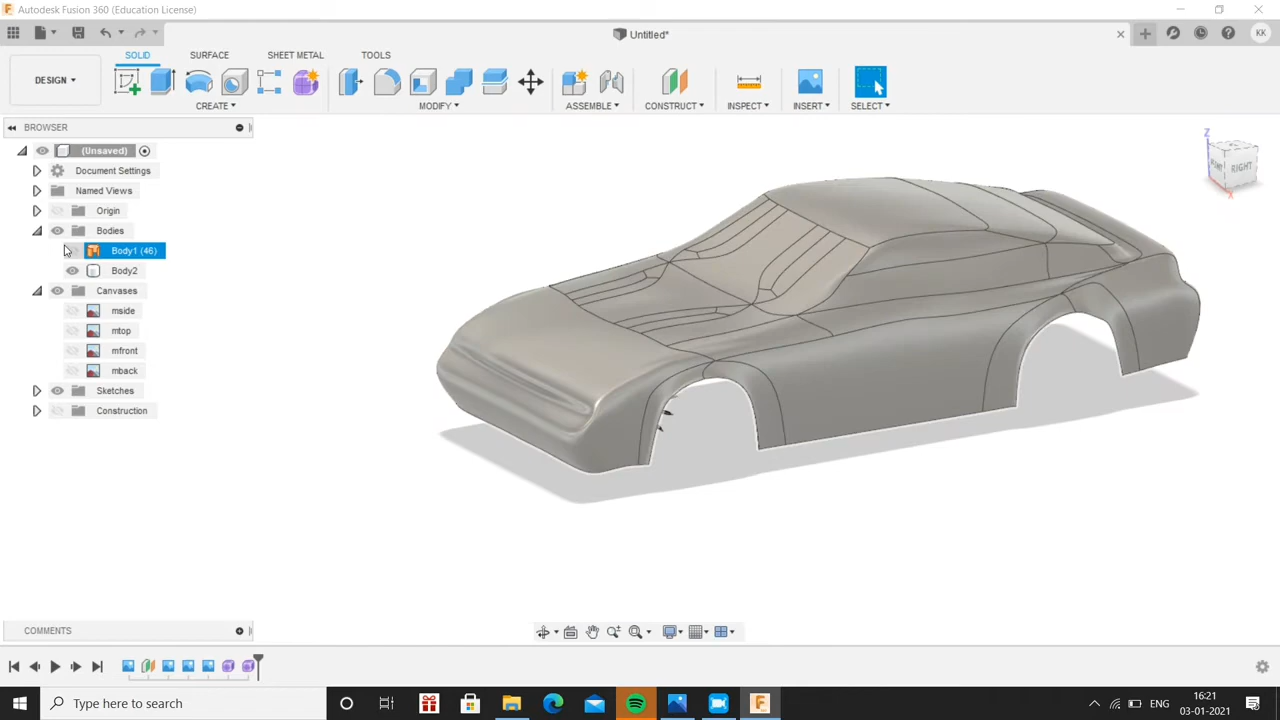 Autodesk Fusion 360 (Education License)
Untitled*
KK
DESIGN
SOLID
SURFACE
SHEET METAL
TOOLS
CREATE
MODIFY
ASSEMBLE
CONSTRUCT
INSPECT
INSERT
SELECT
BROWSER
(Unsaved)
Document Settings
Named Views
Origin
Bodies
Body1 (46)
Body2
Canvases
mside
mtop
mfront
mback
Sketches
Construction
Z
RIGHT
X
COMMENTS
Type here to search
ENG
16:21
03-01-2021